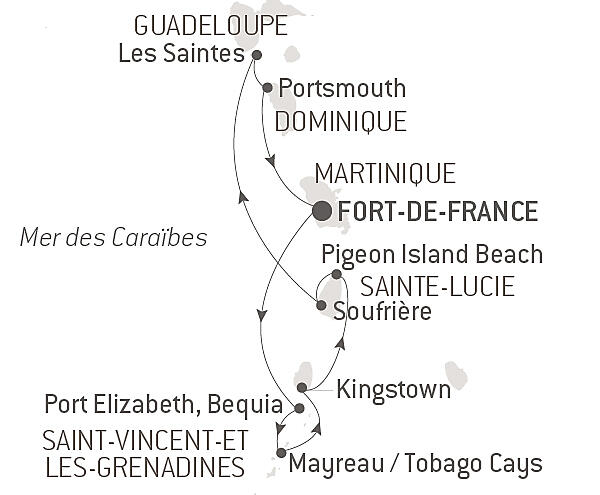 GUADELOUPE
Les Saintes
Portsmouth
DOMINIQUE
MARTINIQUE
FORT-DE-FRANCE
Mer des Caraïbes
Pigeon Island Beach
SAINTE-LUCIE
Soufrière
Kingstown
Port Elizabeth, Bequia
SAINT-VINCENT-ET
LES-GRENADINES
Mayreau / Tobago Cays